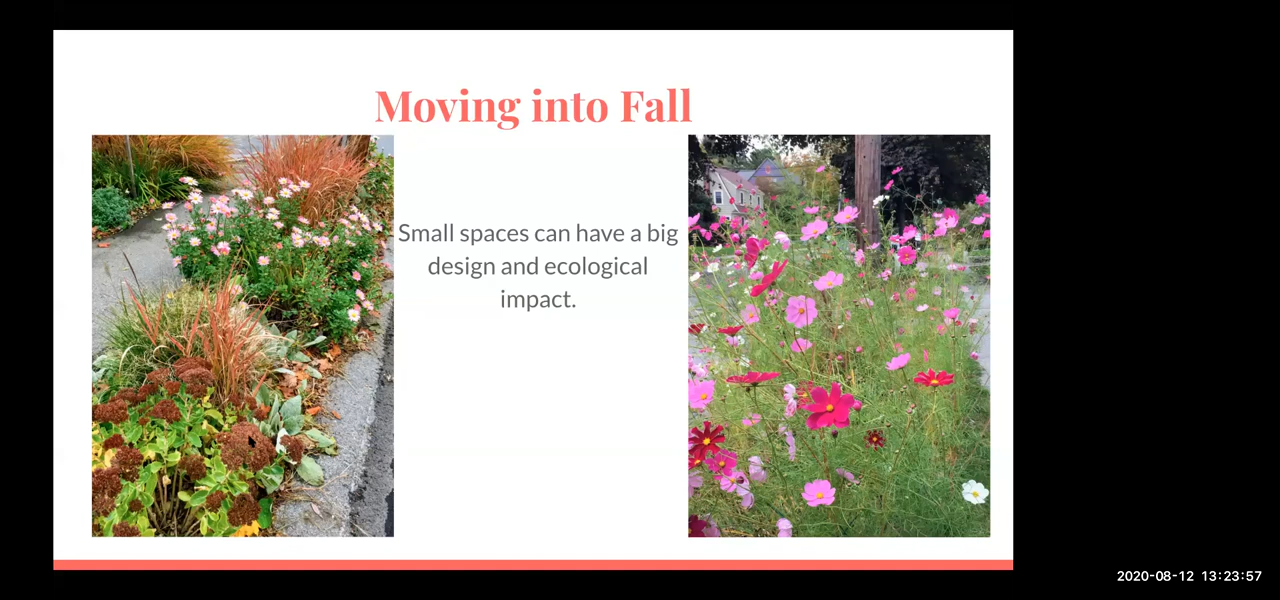 Moving into Fall
Small spaces can have a big
design and ecological
impact.
2020-08-12 13:23:57